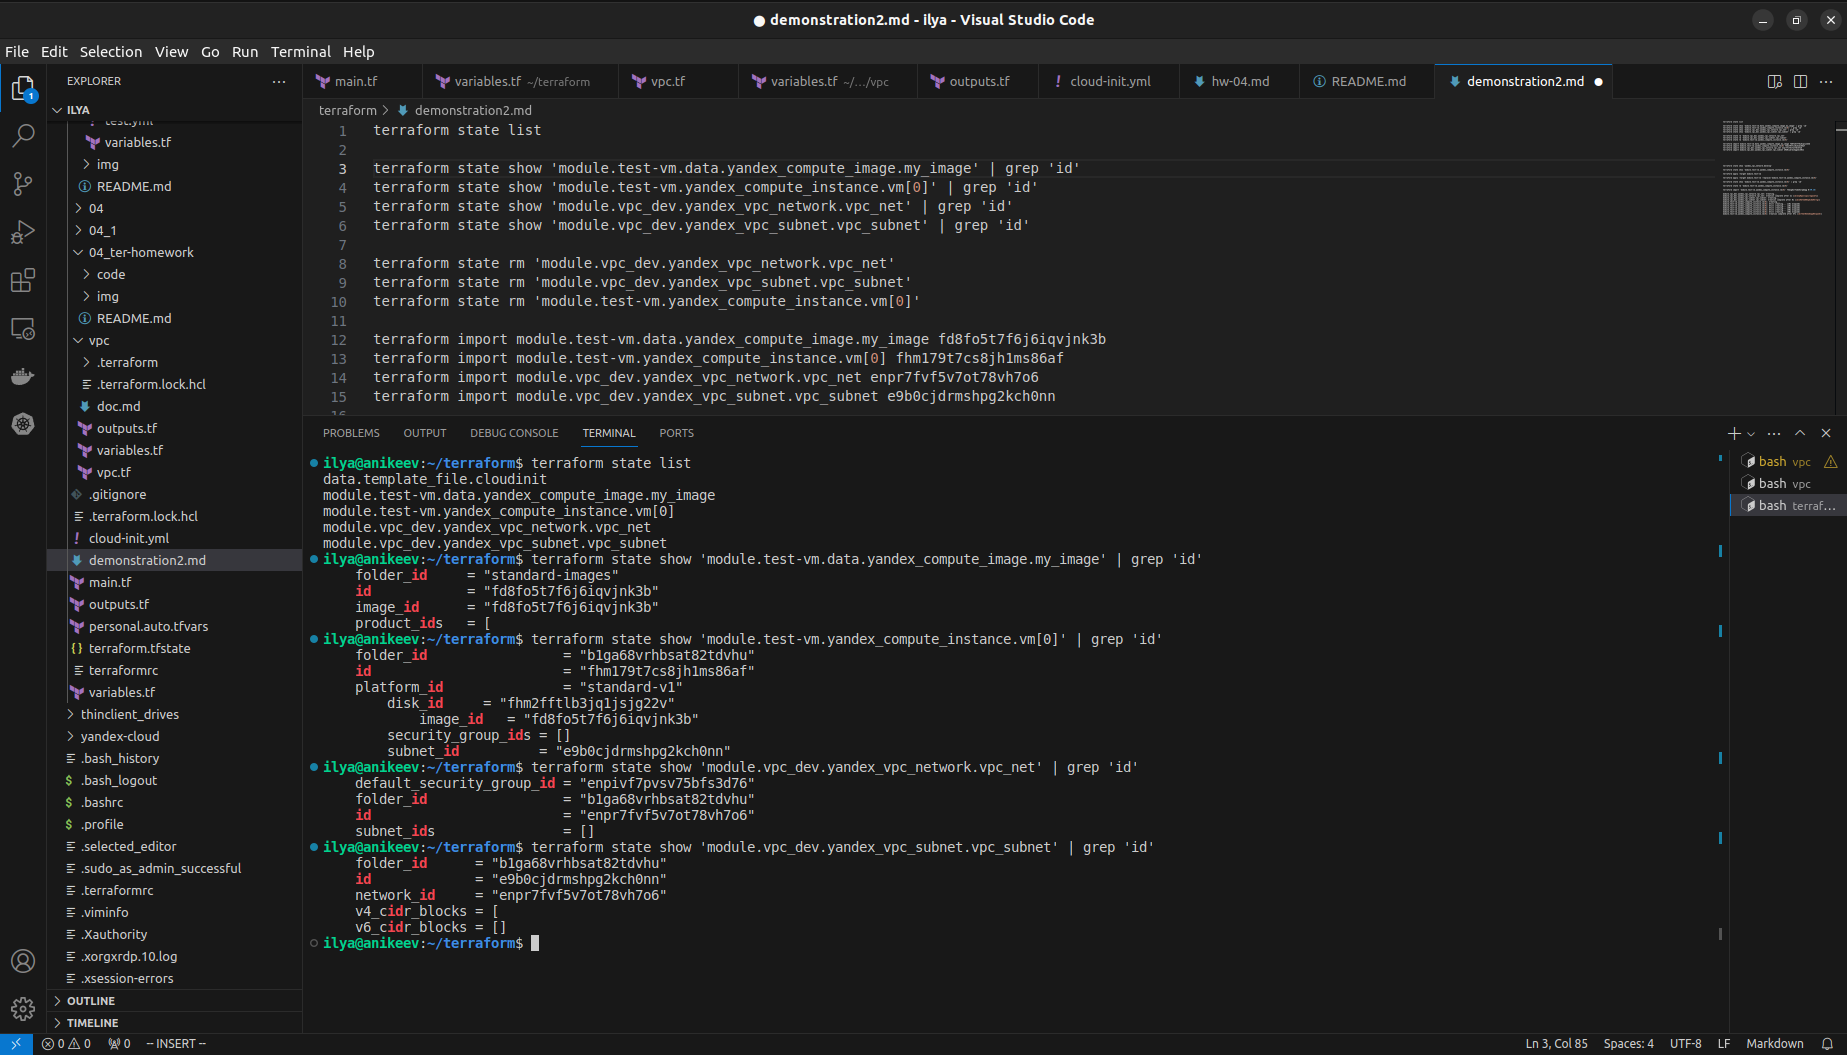 ● demonstration2.md - ilya - Visual Studio Code
File Edit Selection View Go Run Terminal Help
EXPLORER
ILYA
test.yml
variables.tf
img
README.md
04
04_1
04_ter-homework
code
img
README.md
vpc
.terraform
.terraform.lock.hcl
doc.md
outputs.tf
variables.tf
vpc.tf
.gitignore
.terraform.lock.hcl
cloud-init.yml
demonstration2.md
main.tf
outputs.tf
personal.auto.tfvars
terraform.tfstate
terraformrc
variables.tf
thinclient_drives
yandex-cloud
.bash_history
.bash_logout
.bashrc
.profile
.selected_editor
.sudo_as_admin_successful
.terraformrc
.viminfo
.Xauthority
.xorgxrdp.10.log
.xsession-errors
OUTLINE
TIMELINE
main.tf variables.tf ~/terraform vpc.tf variables.tf ~/.../vpc outputs.tf cloud-init.yml hw-04.md README.md demonstration2.md ●
terraform > demonstration2.md
1 terraform state list
2
3 terraform state show 'module.test-vm.data.yandex_compute_image.my_image' | grep 'id'
4 terraform state show 'module.test-vm.yandex_compute_instance.vm[0]' | grep 'id'
5 terraform state show 'module.vpc_dev.yandex_vpc_network.vpc_net' | grep 'id'
6 terraform state show 'module.vpc_dev.yandex_vpc_subnet.vpc_subnet' | grep 'id'
7
8 terraform state rm 'module.vpc_dev.yandex_vpc_network.vpc_net'
9 terraform state rm 'module.vpc_dev.yandex_vpc_subnet.vpc_subnet'
10 terraform state rm 'module.test-vm.yandex_compute_instance.vm[0]'
11
12 terraform import module.test-vm.data.yandex_compute_image.my_image fd8fo5t7f6j6iqvjnk3b
13 terraform import module.test-vm.yandex_compute_instance.vm[0] fhm179t7cs8jh1ms86af
14 terraform import module.vpc_dev.yandex_vpc_network.vpc_net enpr7fvf5v7ot78vh7o6
15 terraform import module.vpc_dev.yandex_vpc_subnet.vpc_subnet e9b0cjdrmshpg2kch0nn
16
PROBLEMS OUTPUT DEBUG CONSOLE TERMINAL PORTS
ilya@anikeev:~/terraform$ terraform state list
data.template_file.cloudinit
module.test-vm.data.yandex_compute_image.my_image
module.test-vm.yandex_compute_instance.vm[0]
module.vpc_dev.yandex_vpc_network.vpc_net
module.vpc_dev.yandex_vpc_subnet.vpc_subnet
ilya@anikeev:~/terraform$ terraform state show 'module.test-vm.data.yandex_compute_image.my_image' | grep 'id'
folder_id = "standard-images"
id = "fd8fo5t7f6j6iqvjnk3b"
image_id = "fd8fo5t7f6j6iqvjnk3b"
product_ids = [
ilya@anikeev:~/terraform$ terraform state show 'module.test-vm.yandex_compute_instance.vm[0]' | grep 'id'
folder_id = "b1ga68vrhbsat82tdvhu"
id = "fhm179t7cs8jh1ms86af"
platform_id = "standard-v1"
disk_id = "fhm2fftlb3jq1jsjg22v"
image_id = "fd8fo5t7f6j6iqvjnk3b"
security_group_ids = []
subnet_id = "e9b0cjdrmshpg2kch0nn"
ilya@anikeev:~/terraform$ terraform state show 'module.vpc_dev.yandex_vpc_network.vpc_net' | grep 'id'
default_security_group_id = "enpivf7pvsv75bfs3d76"
folder_id = "b1ga68vrhbsat82tdvhu"
id = "enpr7fvf5v7ot78vh7o6"
subnet_ids = []
ilya@anikeev:~/terraform$ terraform state show 'module.vpc_dev.yandex_vpc_subnet.vpc_subnet' | grep 'id'
folder_id = "b1ga68vrhbsat82tdvhu"
id = "e9b0cjdrmshpg2kch0nn"
network_id = "enpr7fvf5v7ot78vh7o6"
v4_cidr_blocks = [
v6_cidr_blocks = []
ilya@anikeev:~/terraform$
bash vpc
bash vpc
bash terraf...
0 0 0 -- INSERT --
Ln 3, Col 85 Spaces: 4 UTF-8 LF Markdown